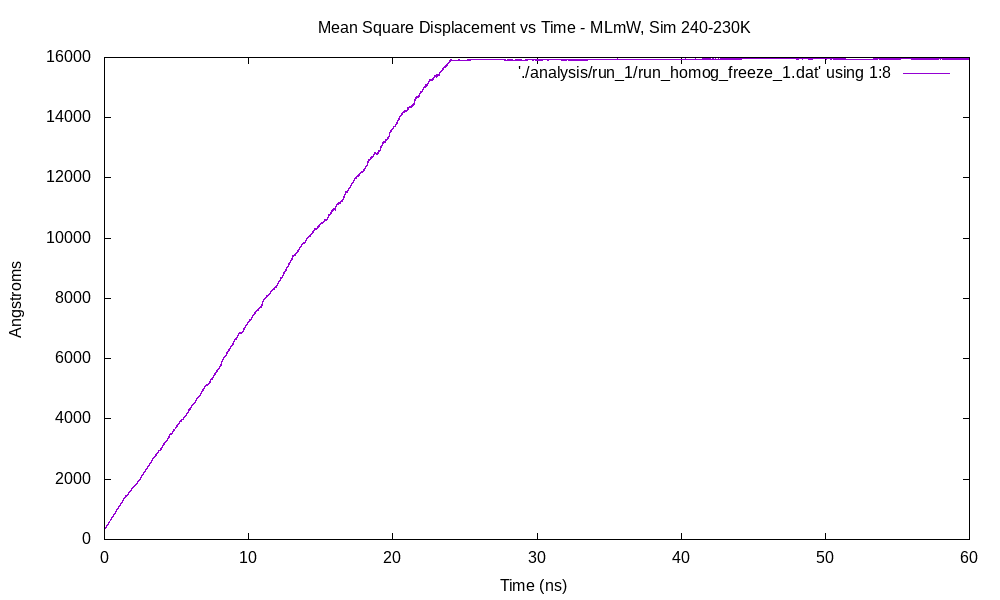 Mean Square Displacement vs Time - MLmW, Sim 240-230K
16000
'./analysis/run_1/run_homog_freeze_1.dat' using 1:8
14000
12000
10000
Angstroms
8000
6000
4000
2000
0
0 10 20 30 40 50 60
Time (ns)